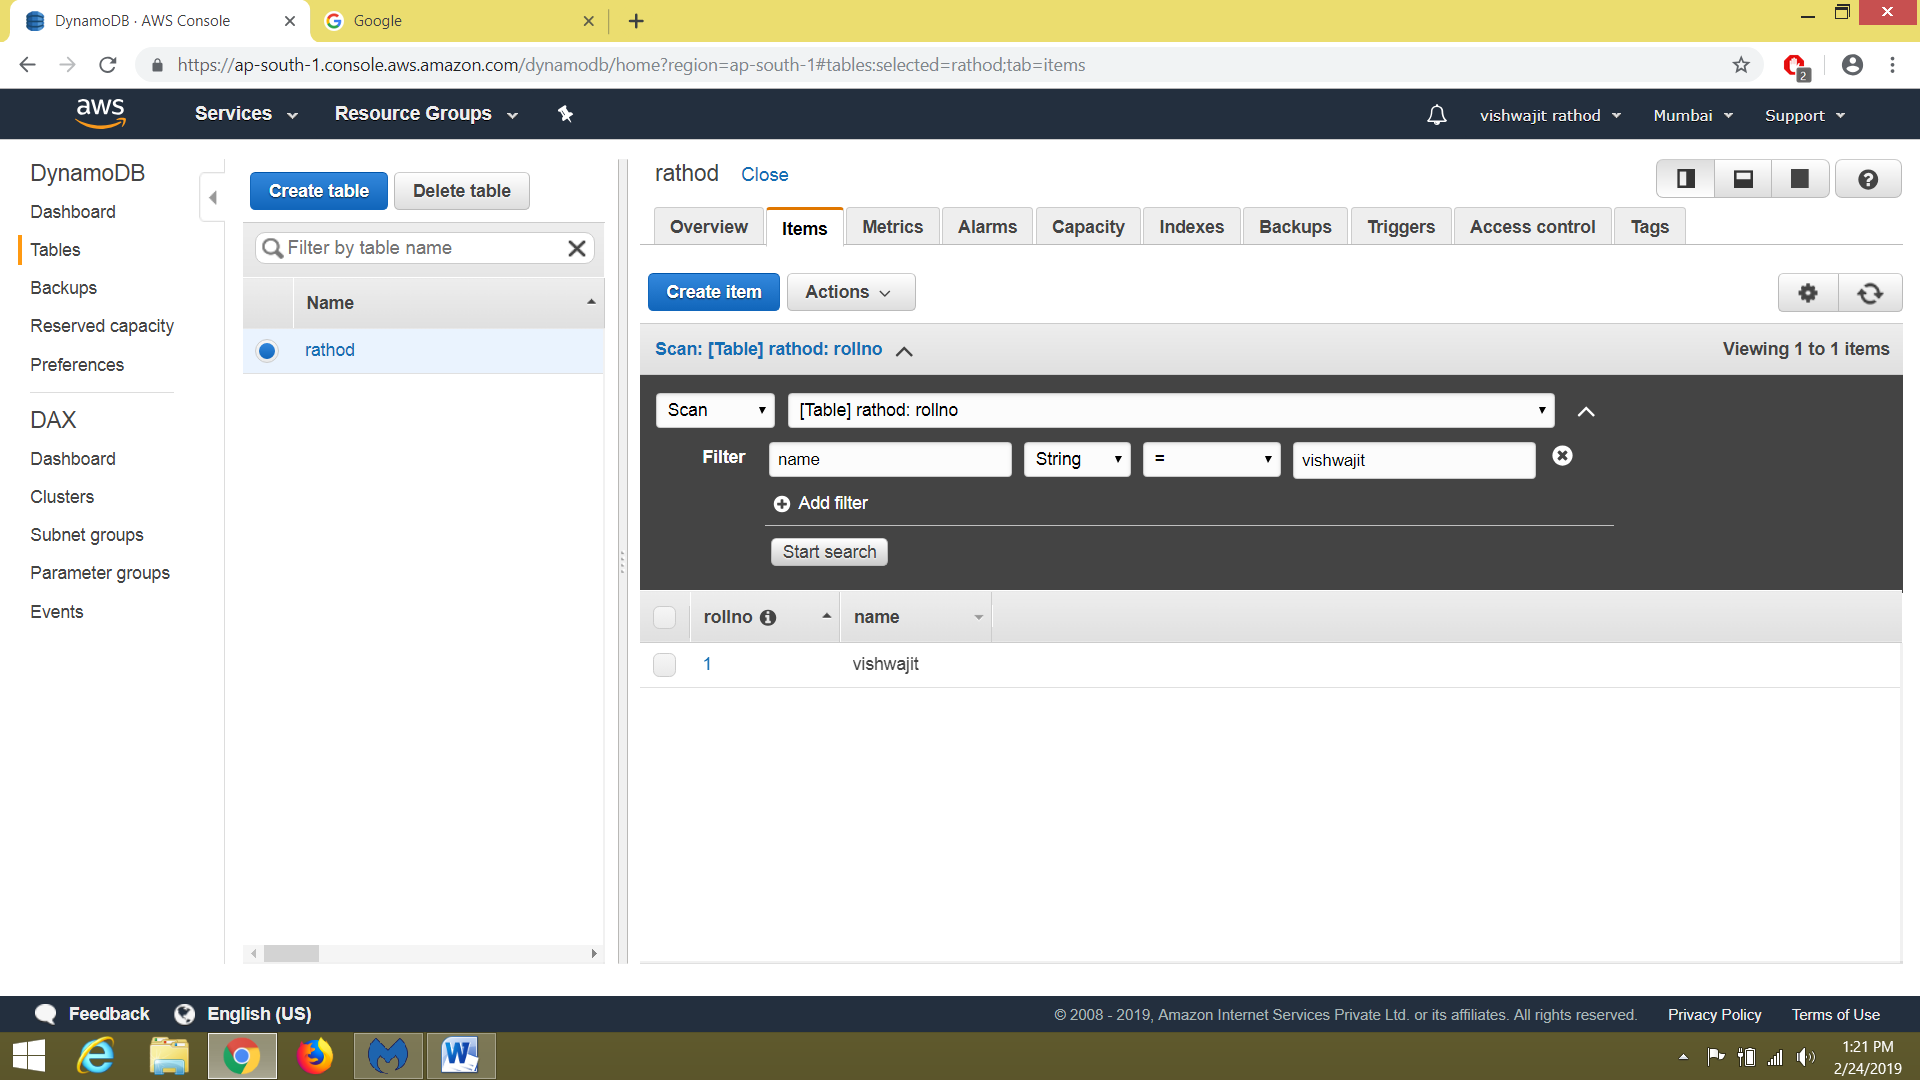 DynamoDB · AWS Console
Google
https://ap-south-1.console.aws.amazon.com/dynamodb/home?region=ap-south-1#tables:selected=rathod;tab=items
2
aws
Services
Resource Groups
vishwajit rathod
Mumbai
Support
DynamoDB
Dashboard
Tables
Backups
Reserved capacity
Preferences
DAX
Dashboard
Clusters
Subnet groups
Parameter groups
Events
Create table
Delete table
Filter by table name
Name
rathod
rathod
Close
Overview
Items
Metrics
Alarms
Capacity
Indexes
Backups
Triggers
Access control
Tags
Create item
Actions
Scan: [Table] rathod: rollno
Viewing 1 to 1 items
Scan
[Table] rathod: rollno
Filter
name
String
=
vishwajit
Add filter
Start search
rollno
name
1
vishwajit
Feedback
English (US)
© 2008 - 2019, Amazon Internet Services Private Ltd. or its affiliates. All rights reserved.
Privacy Policy
Terms of Use
1:21 PM
2/24/2019